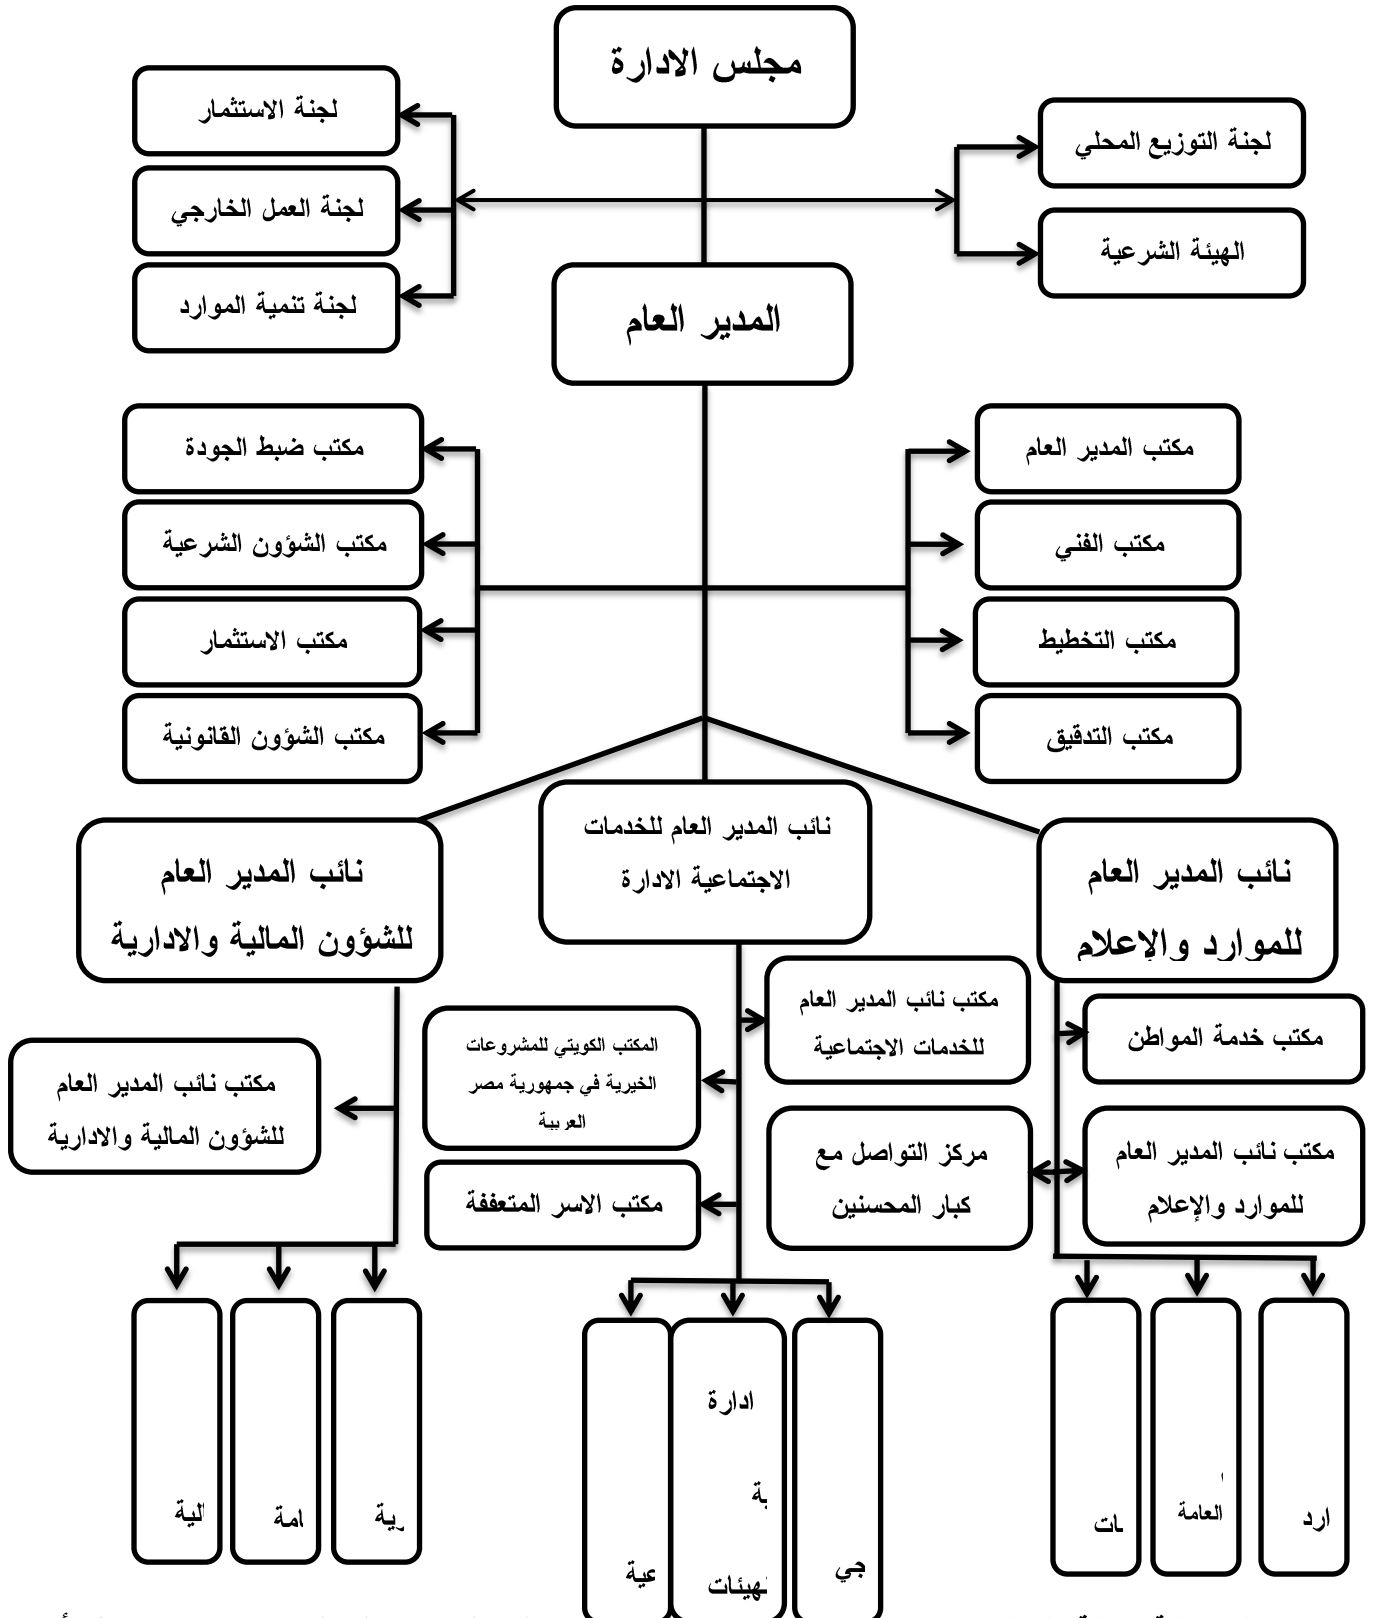 مجلس الادارة
لجنة التوزيع المحلي
الهيئة الشرعية
لجنة الاستثمار
لجنة العمل الخارجي
لجنة تنمية الموارد
المدير العام
مكتب المدير العام
مكتب الفني
مكتب التخطيط
مكتب التدقيق
مكتب ضبط الجودة
مكتب الشؤون الشرعية
مكتب الاستثمار
مكتب الشؤون القانونية
نائب المدير العام
للموارد والإعلام
نائب المدير العام للخدمات
الاجتماعية الادارة
نائب المدير العام
للشؤون المالية والادارية
مكتب خدمة المواطن
مكتب نائب المدير العام
للموارد والإعلام
مركز التواصل مع
كبار المحسنين
مكتب نائب المدير العام
للخدمات الاجتماعية
المكتب الكويتي للمشروعات
الخيرية في جمهورية مصر
العربية
مكتب الاسر المتعففة
مكتب نائب المدير العام
للشؤون المالية والادارية
العامة
ادارة